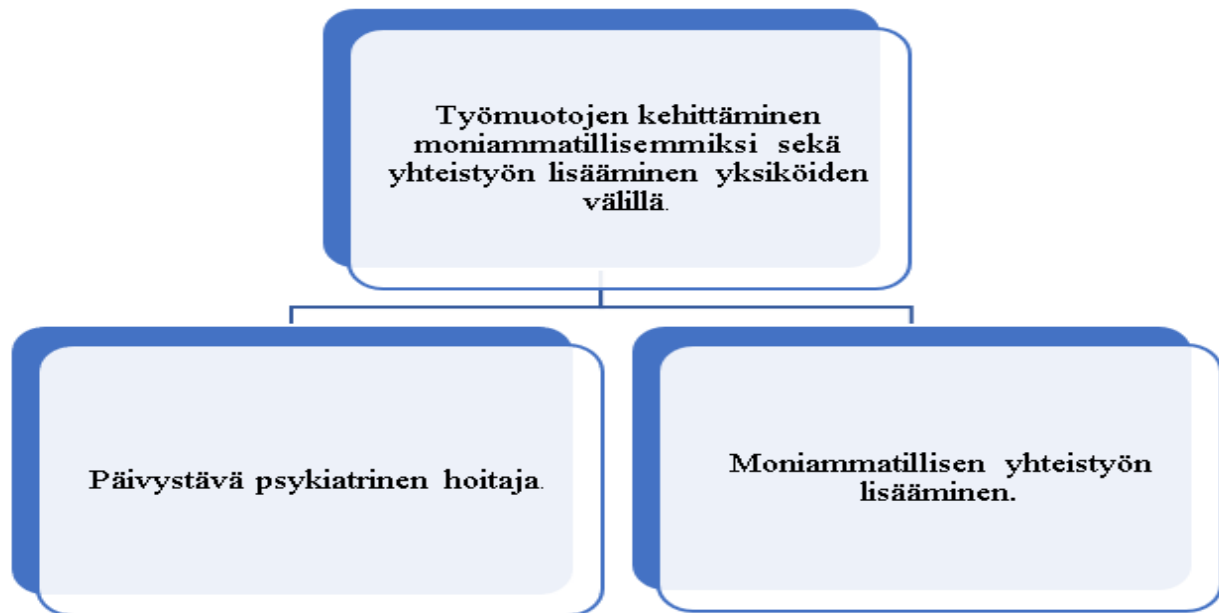 Työmuotojen kehittäminen
moniammatillisemmiksi sekä
yhteistyön lisääminen yksiköiden
välillä.
Päivystävä psykiatrinen hoitaja.
Moniammatillisen yhteistyön
lisääminen.